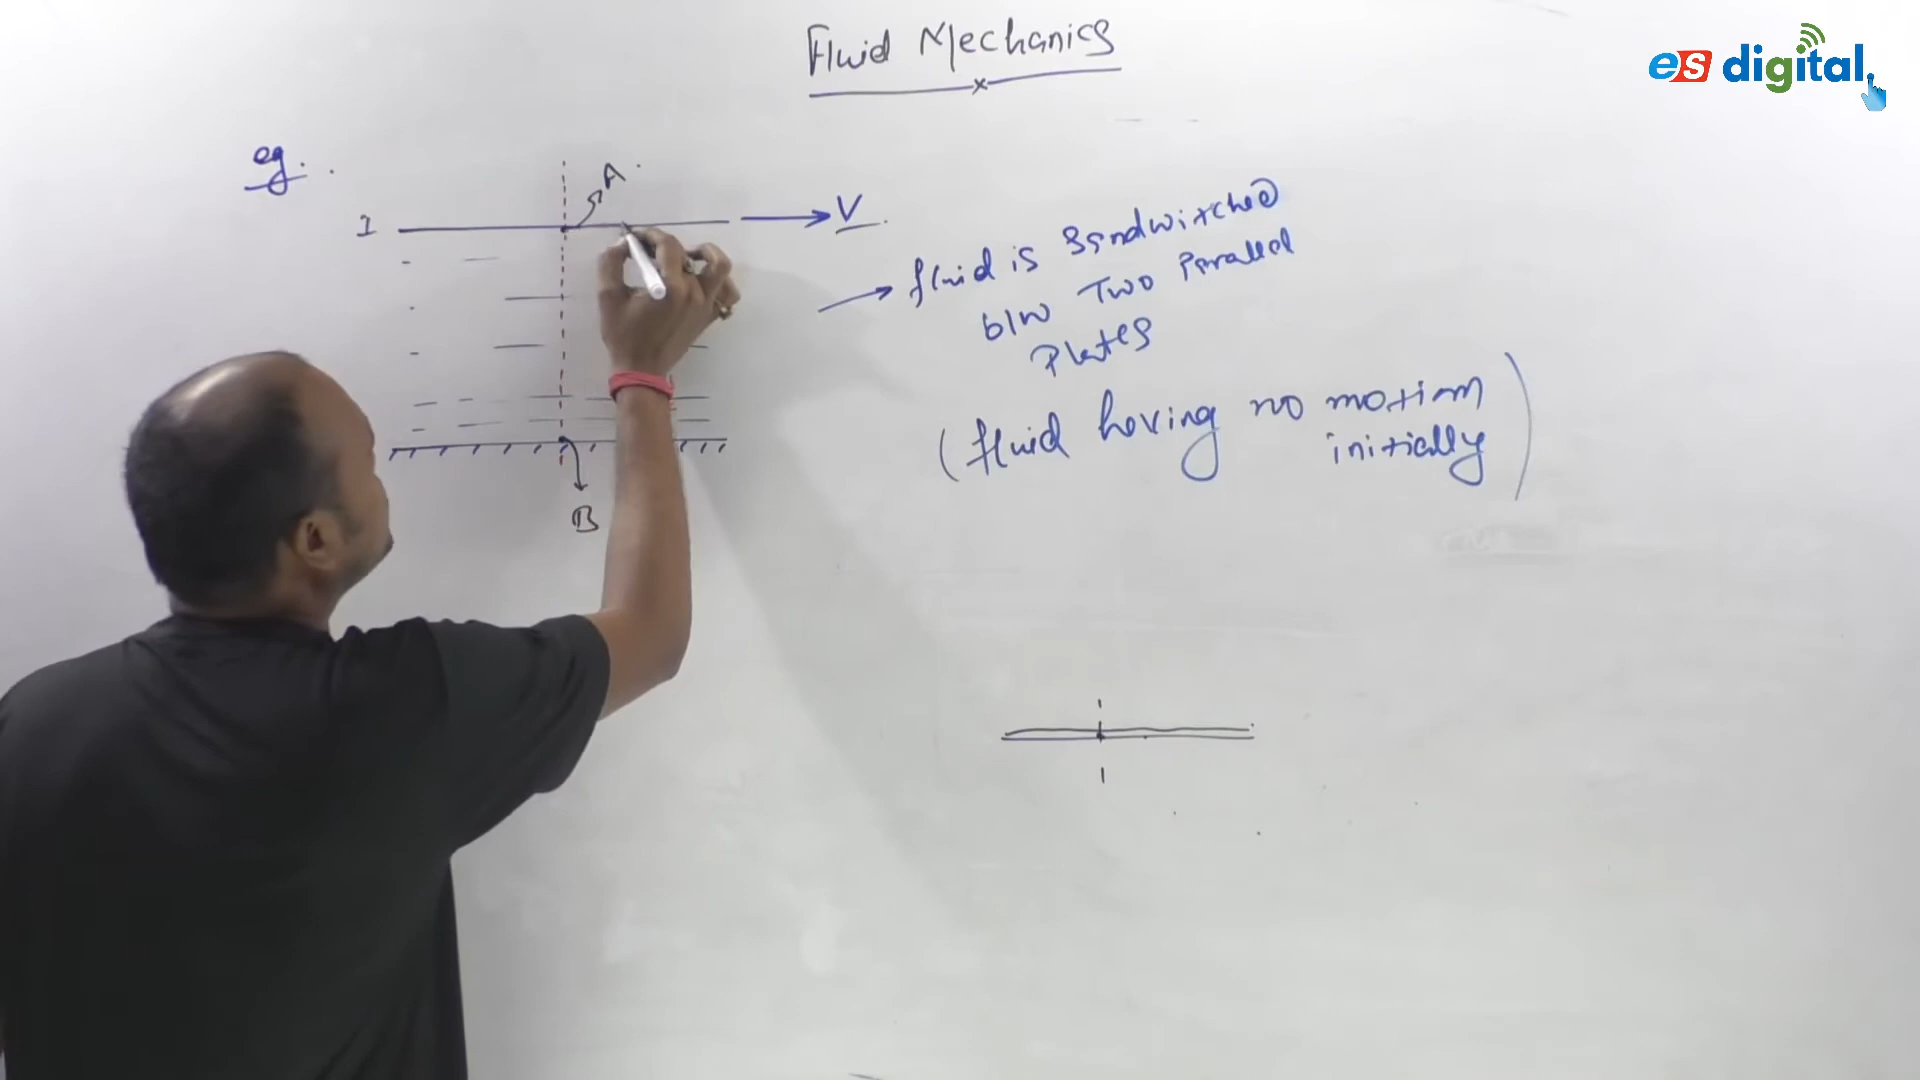 Fluid Mechanics
es digital
eg.
A
I
V
fluid is sandwitched
b/w Two Parallel
Plates
(fluid having no motion
initially)
B